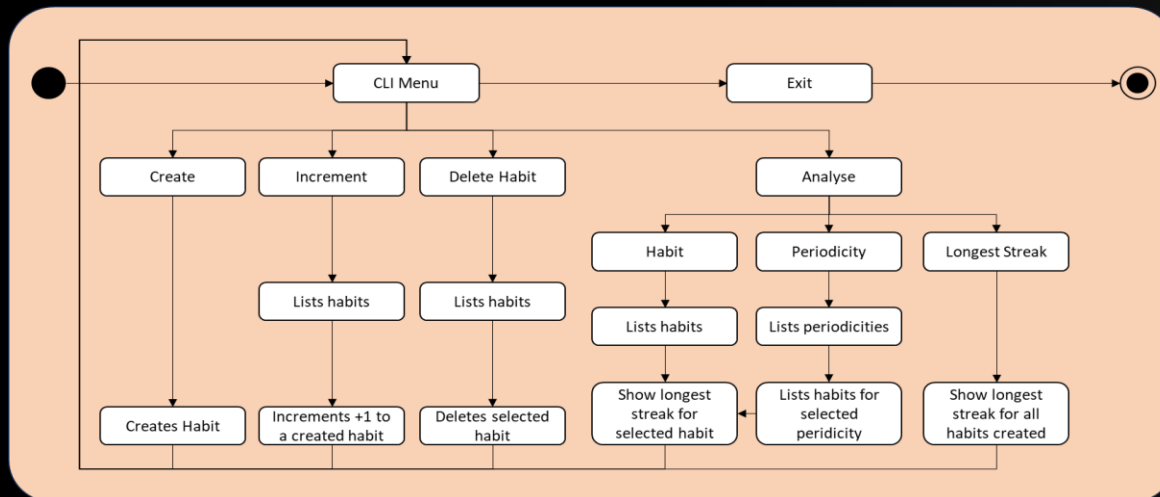 CLI Menu
Exit
Create
Increment
Delete Habit
Analyse
Habit
Periodicity
Longest Streak
Lists habits
Lists habits
Lists habits
Lists periodicities
Creates Habit
Increments +1 to
a created habit
Deletes selected
habit
Show longest
streak for
selected habit
Lists habits for
selected
peridicity
Show longest
streak for all
habits created